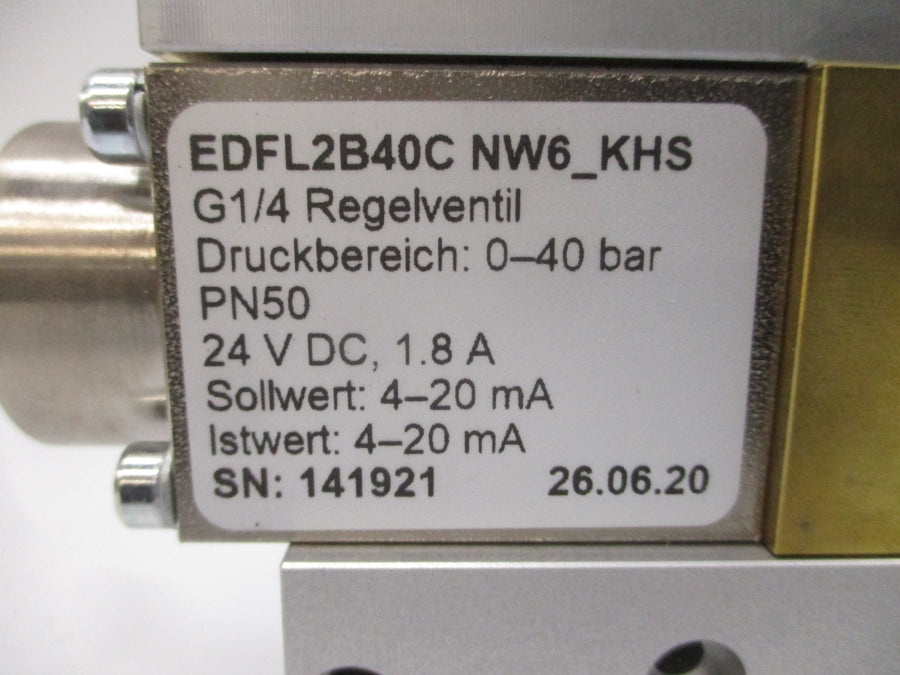 EDFL2B40C NW6_KHS
G1/4 Regelventil
Druckbereich: 0–40 bar
PN50
24 V DC, 1.8 A
Sollwert: 4–20 mA
Istwert: 4–20 mA
SN: 141921 26.06.20